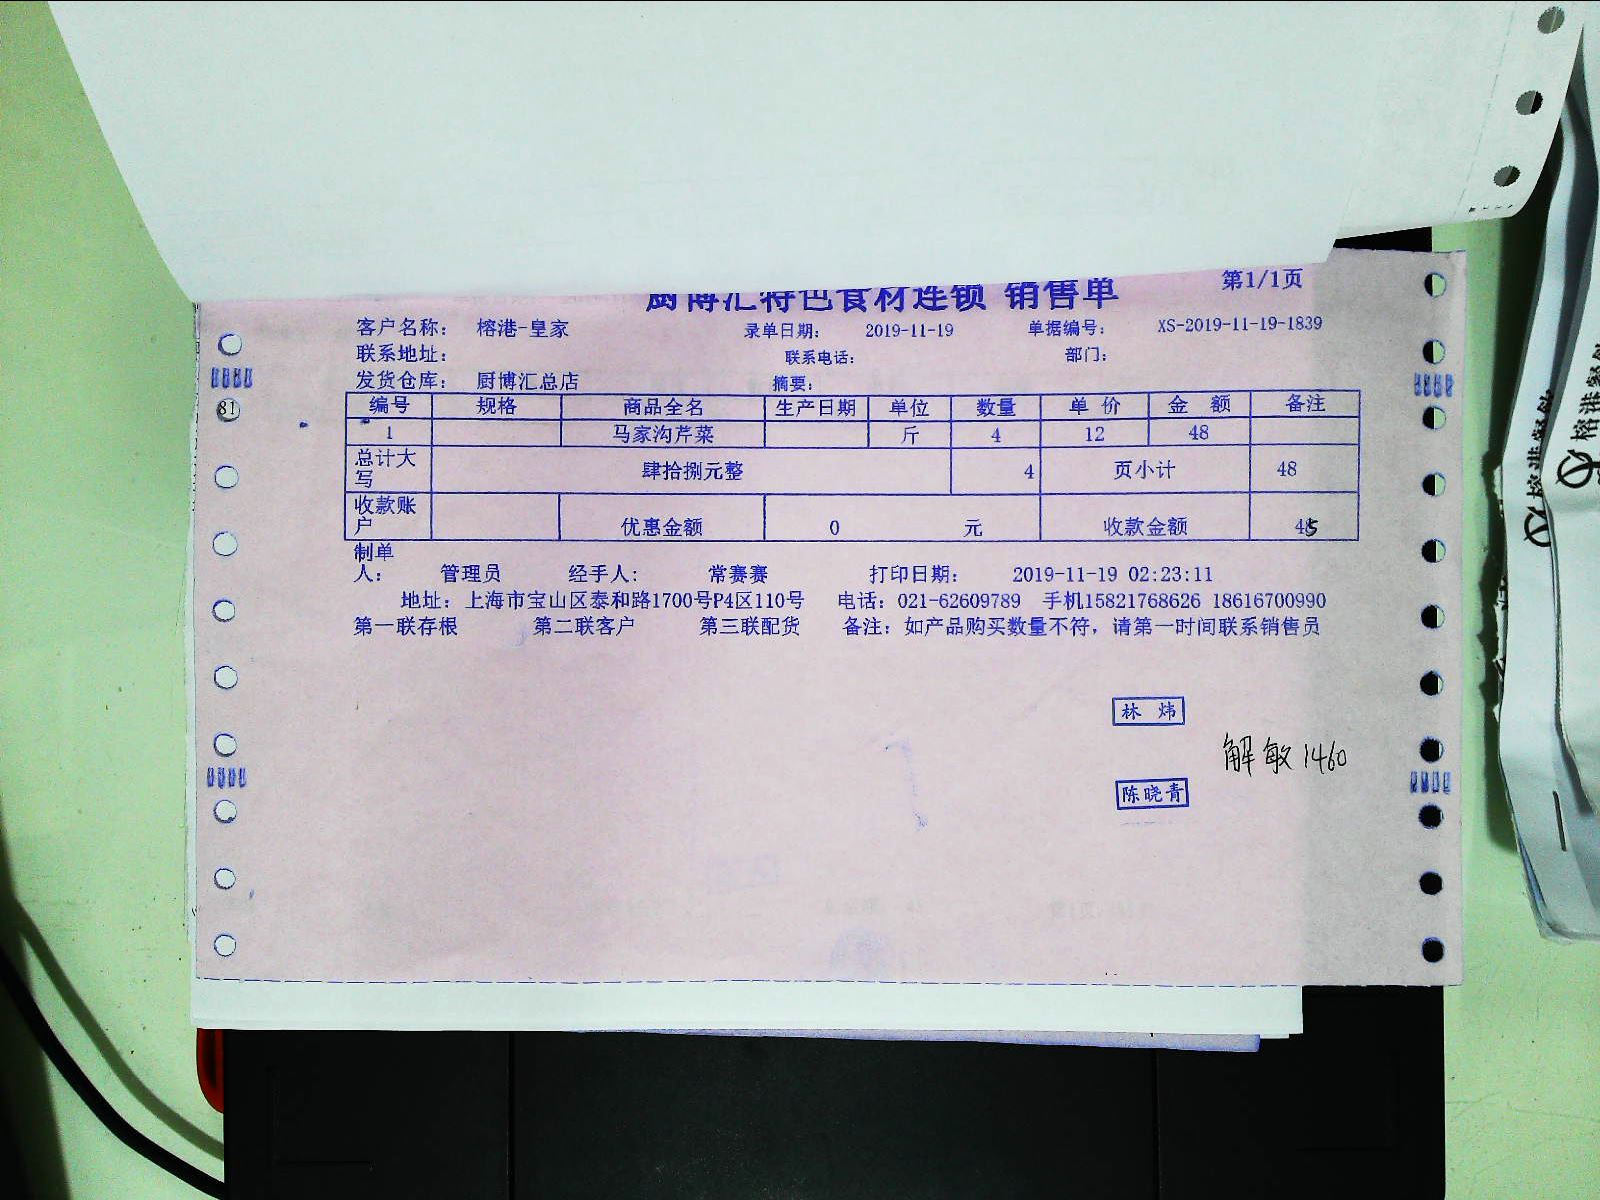 厨博汇特色食材连锁 销售单 第1/1页
客户名称： 榕港-皇家 录单日期： 2019-11-19 单据编号： XS-2019-11-19-1839
联系地址： 联系电话： 部门：
发货仓库： 厨博汇总店 摘要：
编号 规格 商品全名 生产日期 单位 数量 单 价 金 额 备注
1 马家沟芹菜 斤 4 12 48
总计大写 肆拾捌元整 4 页小计 48
收款账户 优惠金额 0 元 收款金额
制单人： 管理员 经手人： 常赛赛 打印日期： 2019-11-19 02:23:11
地址：上海市宝山区泰和路1700号P4区110号 电话：021-62609789 手机15821768626 18616700990
第一联存根 第二联客户 第三联配货 备注：如产品购买数量不符，请第一时间联系销售员
林 炜
解敏1460
陈晓青
81
榕港